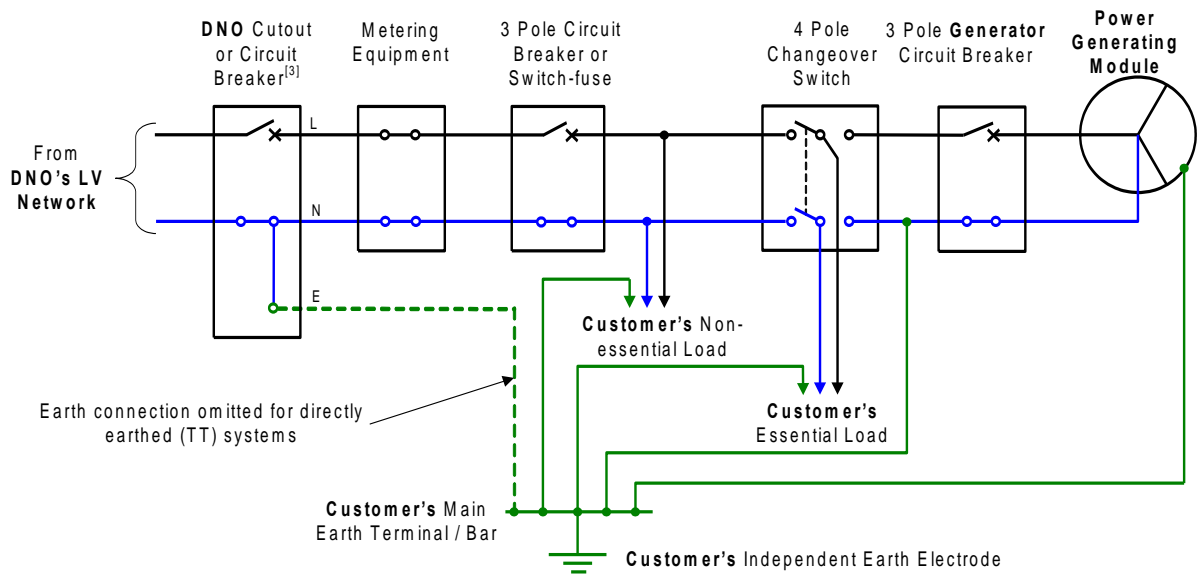 DNO Cutout
or Circuit
Breaker[3]
Metering
Equipment
3 Pole Circuit
Breaker or
Switch-fuse
4 Pole
Changeover
Switch
3 Pole Generator
Circuit Breaker
Power
Generating
Module
L
From
DNO's LV
Network
N
E
Customer's Non-
essential Load
Earth connection omitted for directly
earthed (TT) systems
Customer's
Essential Load
Customer's Main
Earth Terminal / Bar
Customer's Independent Earth Electrode